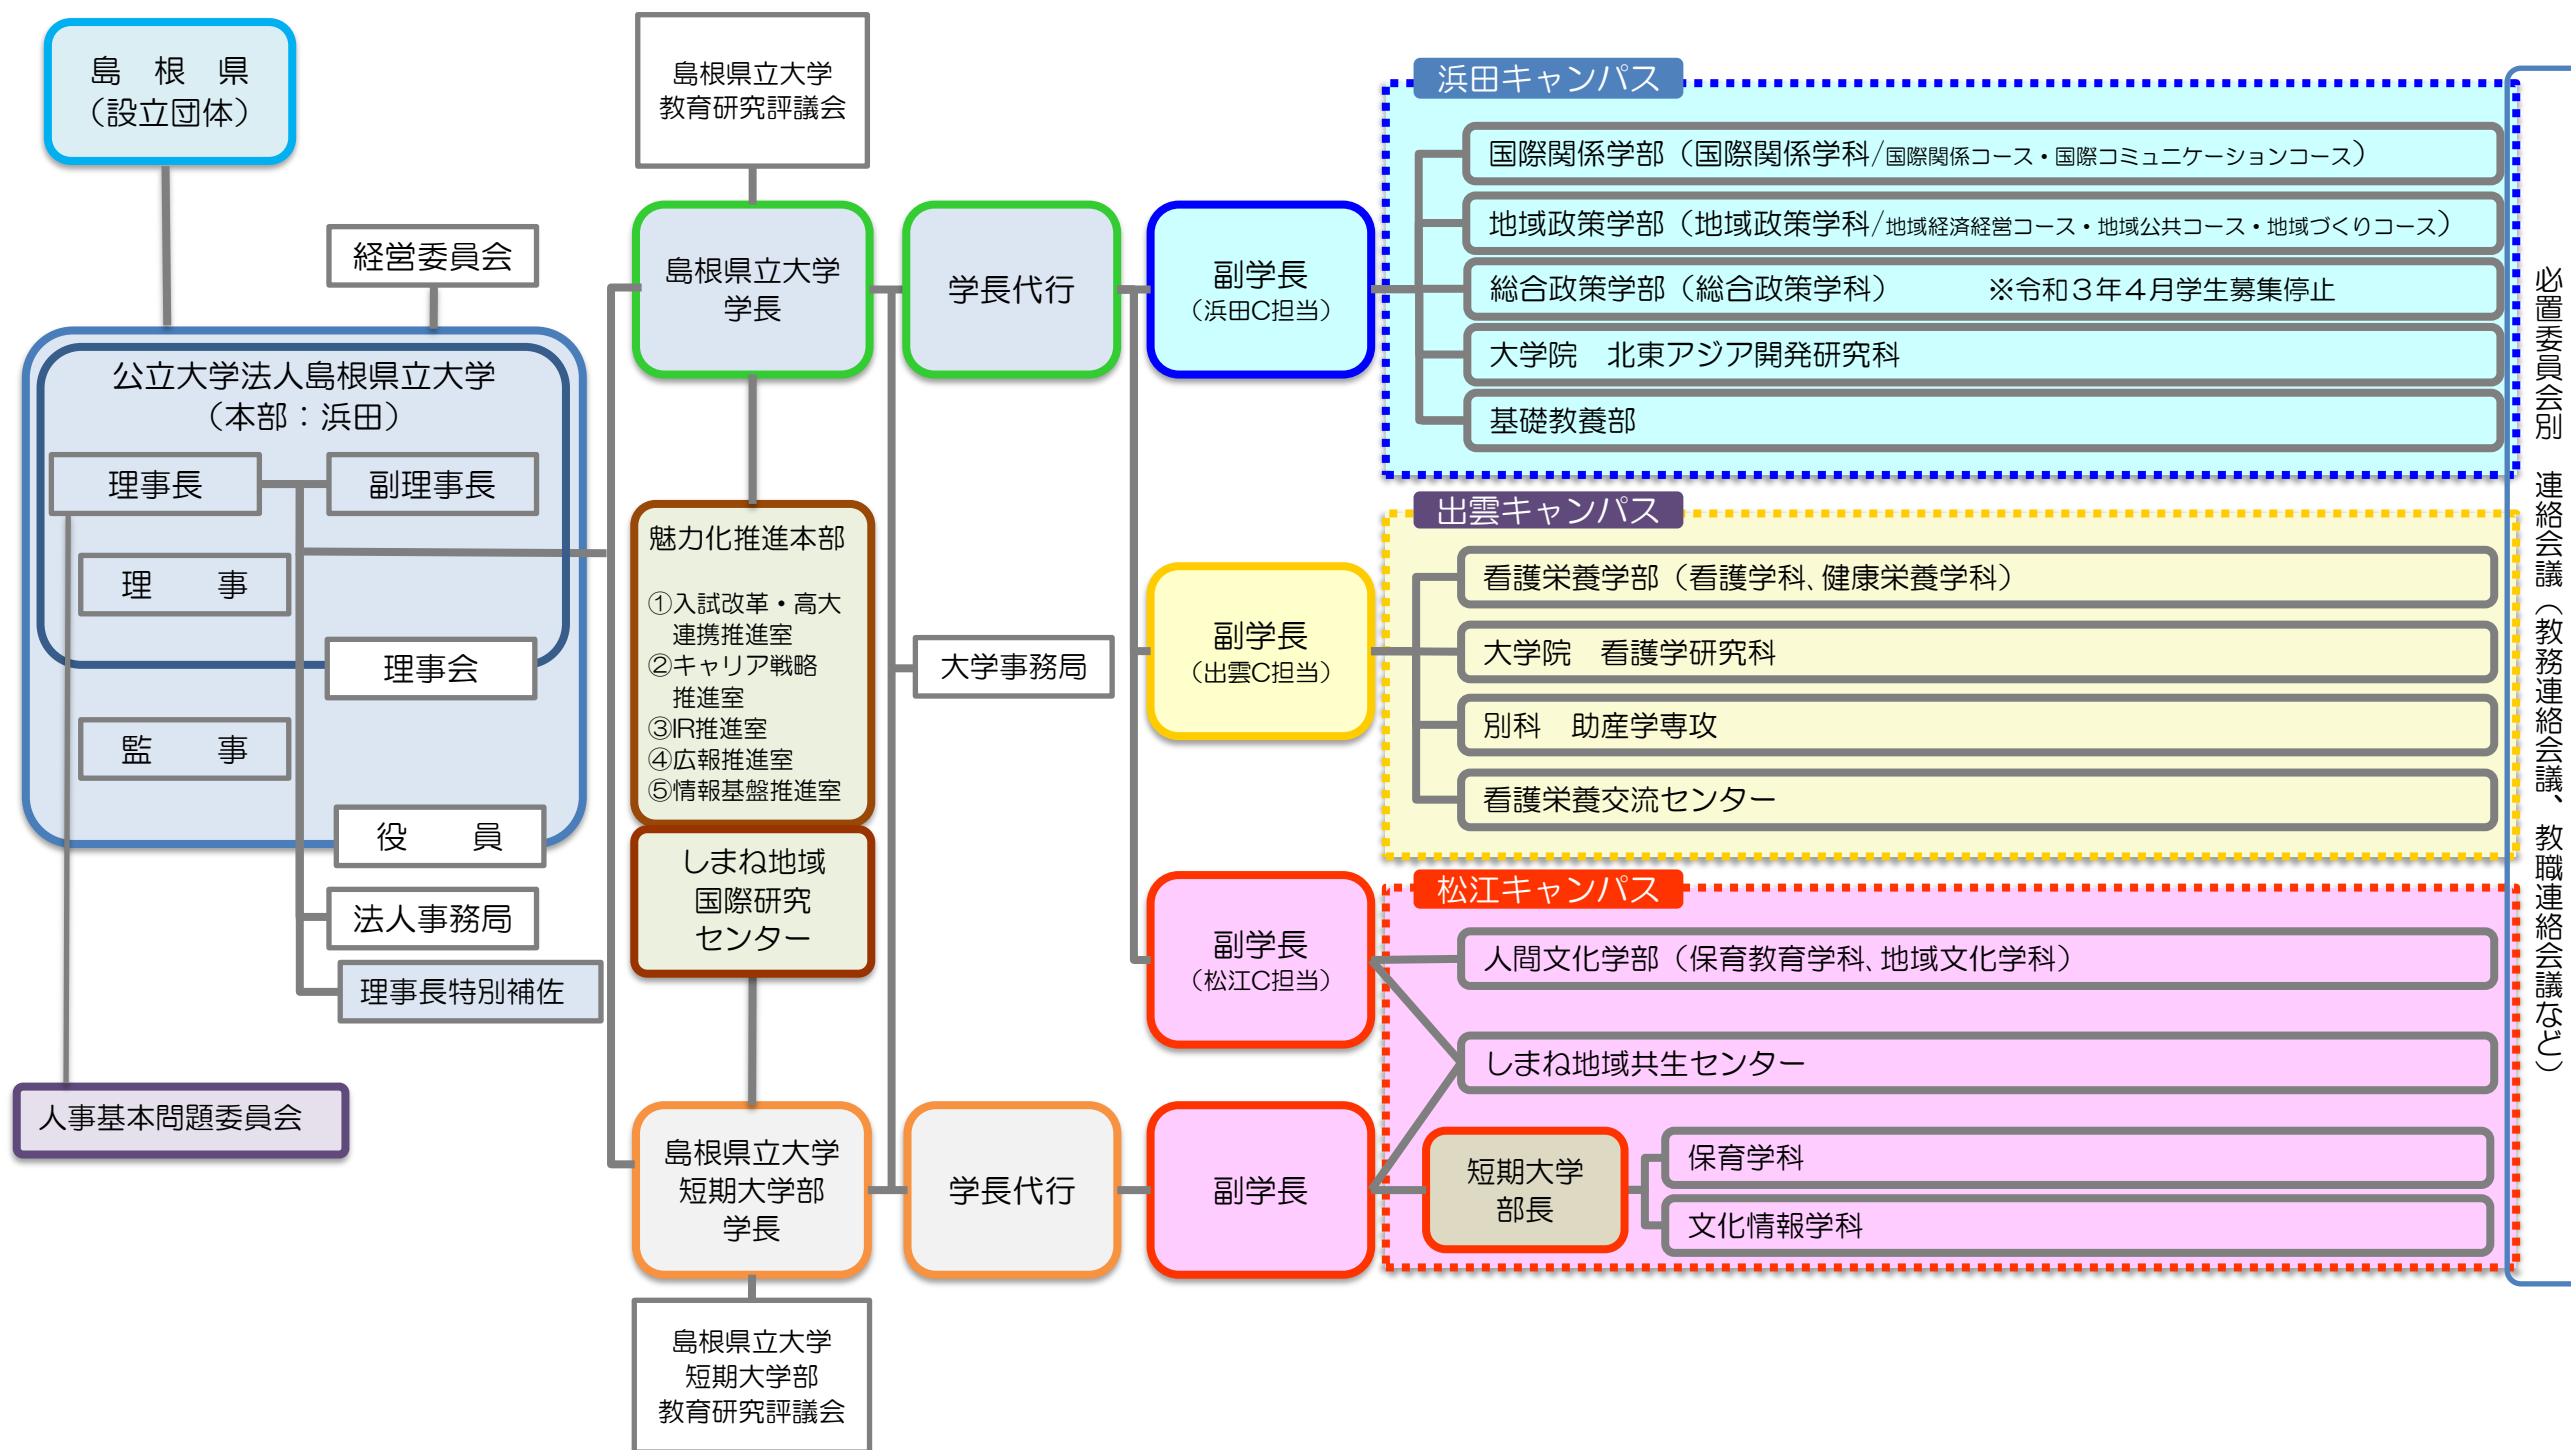 島 根 県
（設立団体）
経営委員会
公立大学法人島根県立大学
（本部：浜田）
理事長
副理事長
理 事
理事会
監 事
役 員
法人事務局
理事長特別補佐
人事基本問題委員会
島根県立大学
教育研究評議会
島根県立大学
学長
魅力化推進本部
①入試改革・高大
連携推進室
②キャリア戦略
推進室
③IR推進室
④広報推進室
⑤情報基盤推進室
しまね地域
国際研究
センター
島根県立大学
短期大学部
学長
島根県立大学
短期大学部
教育研究評議会
学長代行
大学事務局
学長代行
副学長
（浜田C担当）
副学長
（出雲C担当）
副学長
（松江C担当）
副学長
浜田キャンパス
国際関係学部（国際関係学科/国際関係コース・国際コミュニケーションコース）
地域政策学部（地域政策学科/地域経済経営コース・地域公共コース・地域づくりコース）
総合政策学部（総合政策学科） ※令和３年４月学生募集停止
大学院 北東アジア開発研究科
基礎教養部
出雲キャンパス
看護栄養学部（看護学科、健康栄養学科）
大学院 看護学研究科
別科 助産学専攻
看護栄養交流センター
松江キャンパス
人間文化学部（保育教育学科、地域文化学科）
しまね地域共生センター
短期大学
部長
保育学科
文化情報学科
必置委員会別 連絡会議（教務連絡会議、教職連絡会議など）